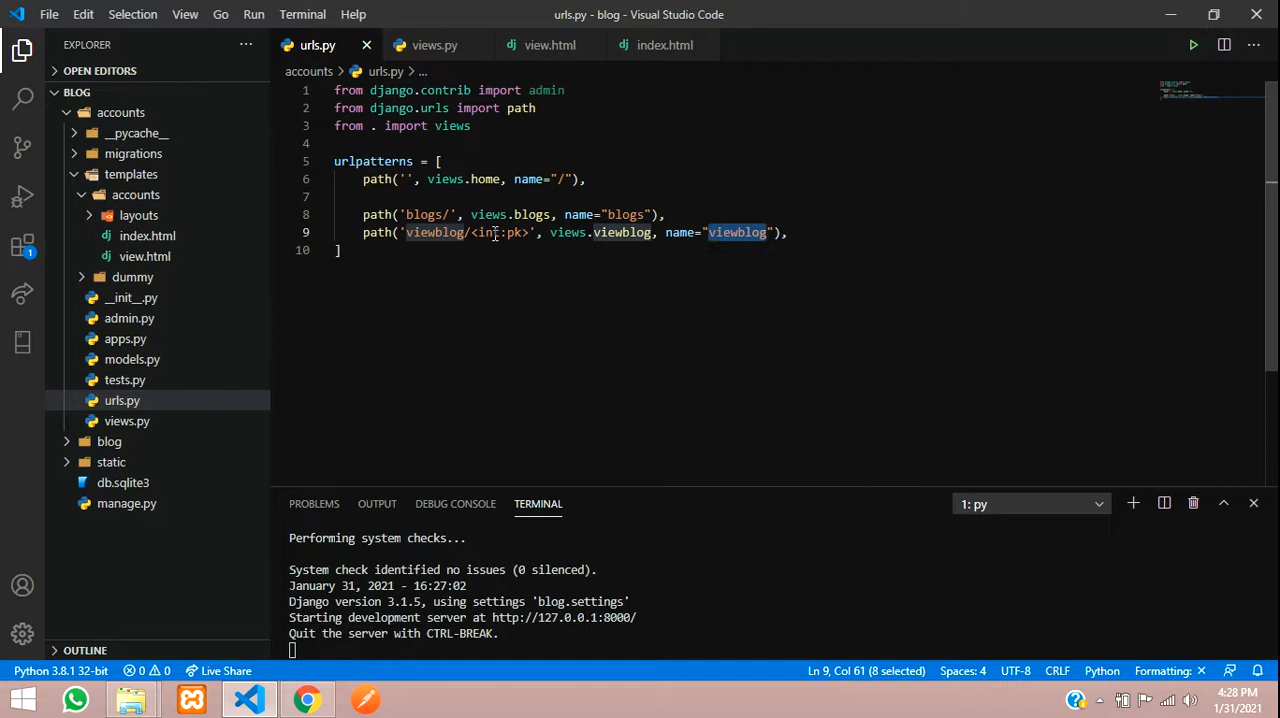 File Edit Selection View Go Run Terminal Help
urls.py - blog - Visual Studio Code
EXPLORER
OPEN EDITORS
BLOG
accounts
__pycache__
migrations
templates
accounts
layouts
index.html
view.html
dummy
__init__.py
admin.py
apps.py
models.py
tests.py
urls.py
views.py
blog
static
db.sqlite3
manage.py
OUTLINE
1
urls.py views.py view.html index.html
accounts > urls.py > ...
1 from django.contrib import admin
2 from django.urls import path
3 from . import views
4
5 urlpatterns = [
6 path('', views.home, name="/"),
7
8 path('blogs/', views.blogs, name="blogs"),
9 path('viewblog/<int:pk>', views.viewblog, name="viewblog"),
10 ]
PROBLEMS OUTPUT DEBUG CONSOLE TERMINAL
1: py
Performing system checks...
System check identified no issues (0 silenced).
January 31, 2021 - 16:27:02
Django version 3.1.5, using settings 'blog.settings'
Starting development server at http://127.0.0.1:8000/
Quit the server with CTRL-BREAK.
Python 3.8.1 32-bit 0 0 Live Share
Ln 9, Col 61 (8 selected) Spaces: 4 UTF-8 CRLF Python Formatting: ×
4:28 PM
1/31/2021